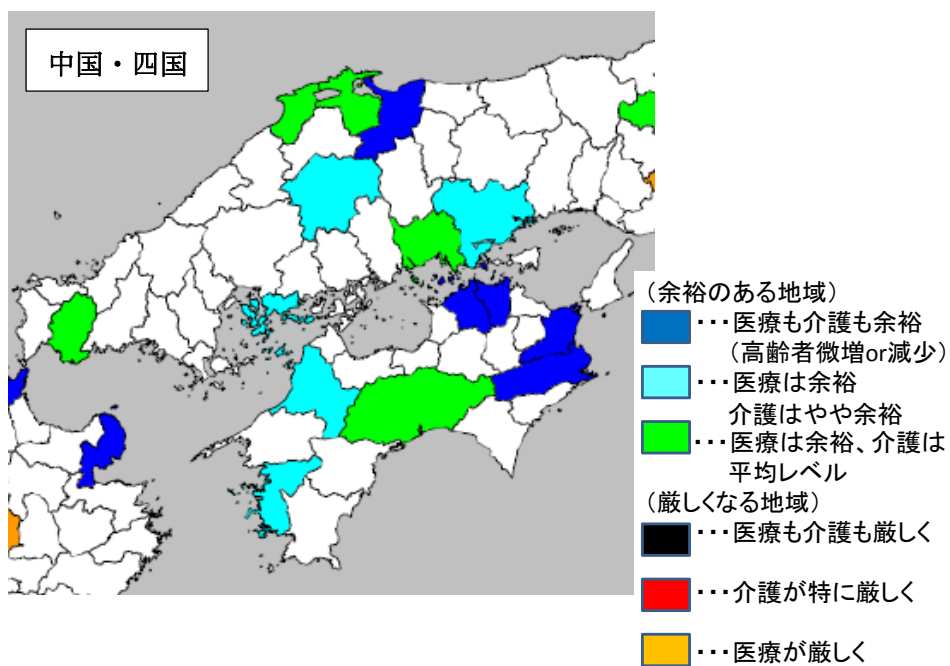 中国・四国
(余裕のある地域)
・・・医療も介護も余裕
(高齢者微増or減少)
・・・医療は余裕
介護はやや余裕
・・・医療は余裕、介護は
平均レベル
(厳しくなる地域)
・・・医療も介護も厳しく
・・・介護が特に厳しく
・・・医療が厳しく